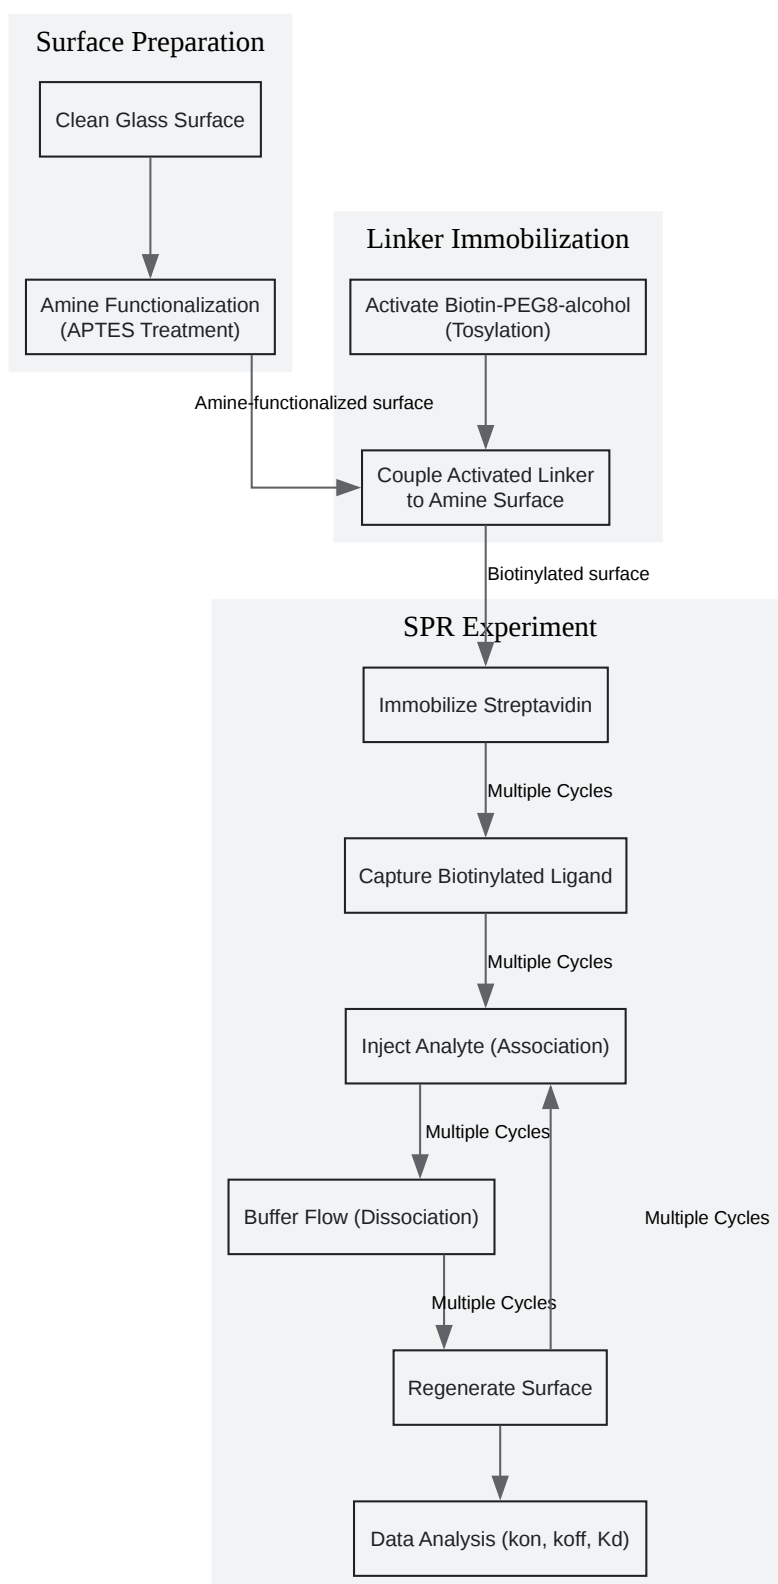 Surface Preparation
Clean Glass Surface
Linker Immobilization
Amine Functionalization
(APTES Treatment)
Activate Biotin-PEG8-alcohol
(Tosylation)
Amine-functionalized surface
Couple Activated Linker
to Amine Surface
Biotinylated surface
SPR Experiment
Immobilize Streptavidin
Multiple Cycles
Capture Biotinylated Ligand
Multiple Cycles
Inject Analyte (Association)
Multiple Cycles
Buffer Flow (Dissociation)
Multiple Cycles
Multiple Cycles
Regenerate Surface
Data Analysis (kon, koff, Kd)